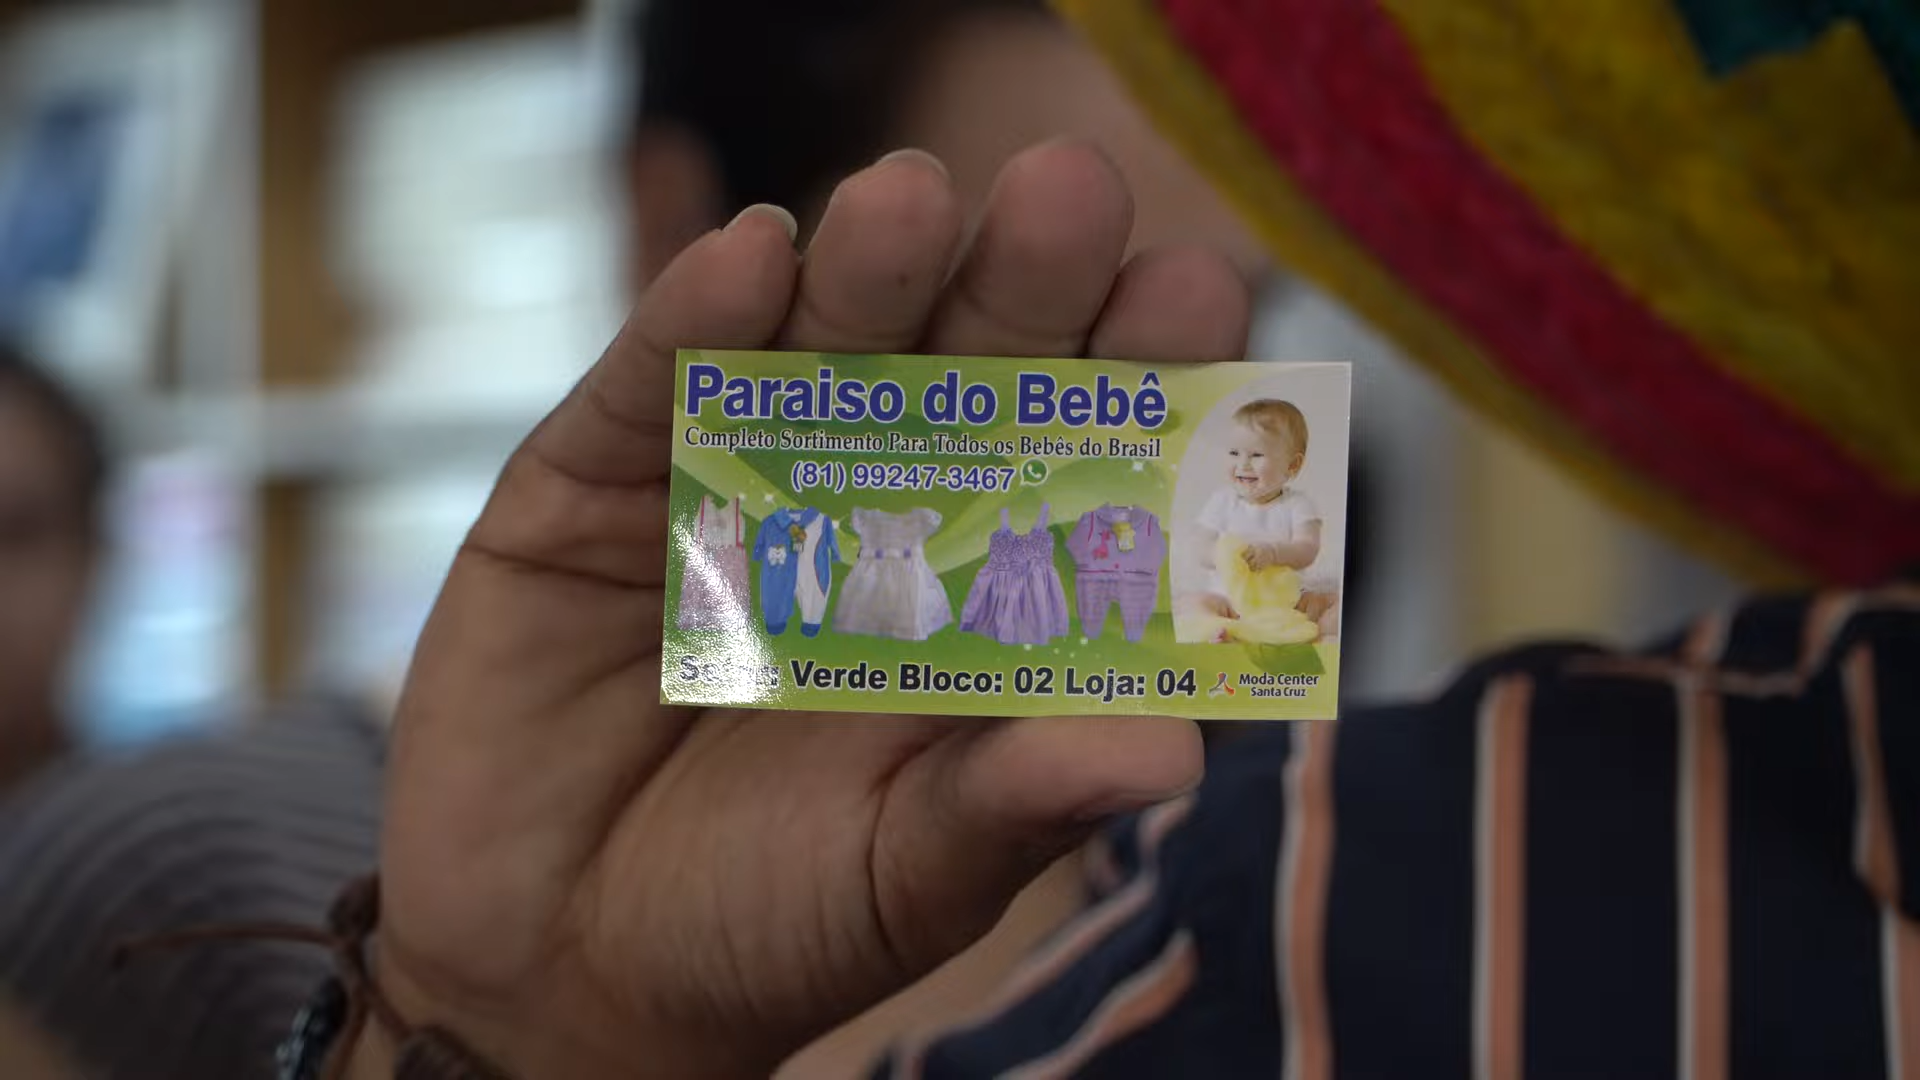 Paraiso do Bebê
Completo Sortimento Para Todos os Bebês do Brasil
(81) 99247-3467
Verde Bloco: 02 Loja: 04
Moda Center
Santa Cruz